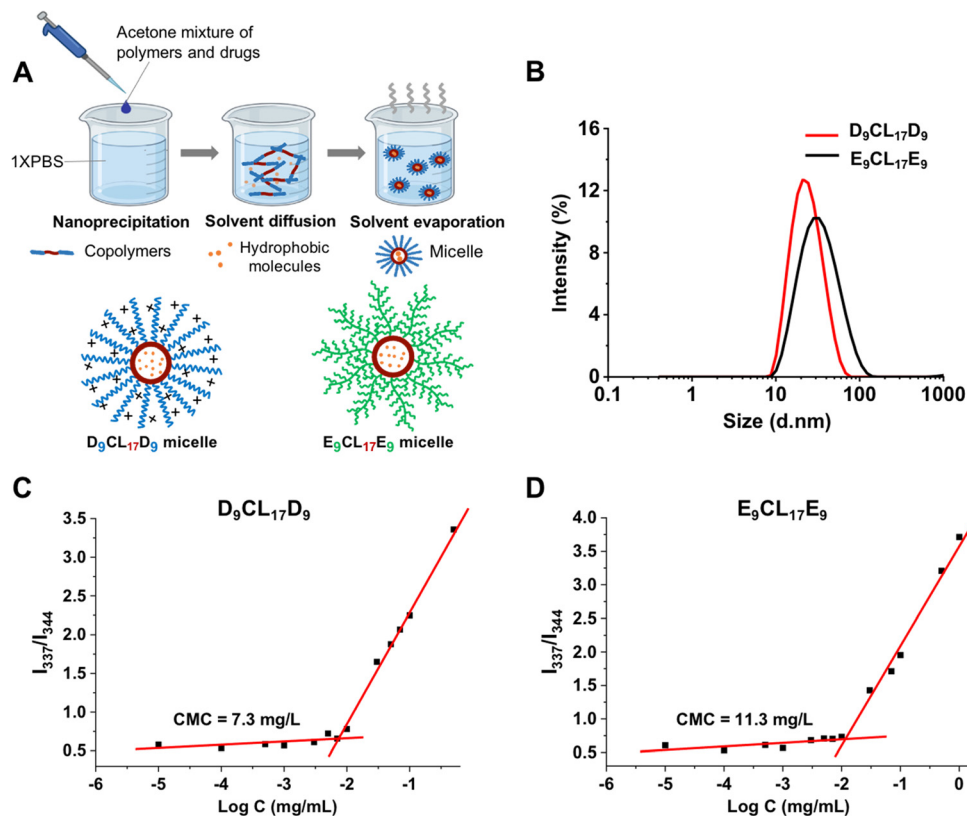 Acetone mixture of
polymers and drugs
A
1XPBS
Nanoprecipitation
Solvent diffusion
Solvent evaporation
Copolymers
Hydrophobic
molecules
Micelle
D₉CL₁₇D₉ micelle
E₉CL₁₇E₉ micelle
B
D₉CL₁₇D₉
E₉CL₁₇E₉
Intensity (%)
16
12
8
4
0
0.1 1 10 100 1000
Size (d.nm)
C
D₉CL₁₇D₉
I₃₃₇/I₃₄₄
3.5
3.0
2.5
2.0
1.5
1.0
0.5
CMC = 7.3 mg/L
-6 -5 -4 -3 -2 -1
Log C (mg/mL)
D
E₉CL₁₇E₉
I₃₃₇/I₃₄₄
4.0
3.5
3.0
2.5
2.0
1.5
1.0
0.5
CMC = 11.3 mg/L
-6 -5 -4 -3 -2 -1 0
Log C (mg/mL)